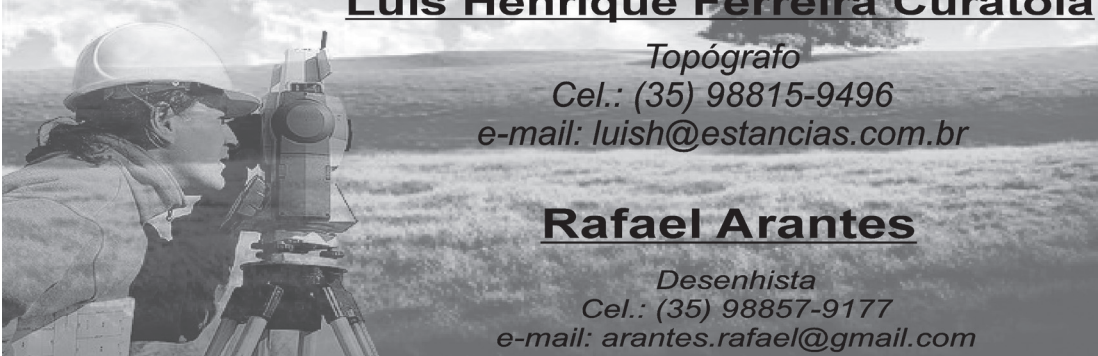 Luis Henrique Ferreira Curatola
Topógrafo
Cel.: (35) 98815-9496
e-mail: luish@estancias.com.br
Rafael Arantes
Desenhista
Cel.: (35) 98857-9177
e-mail: arantes.rafael@gmail.com